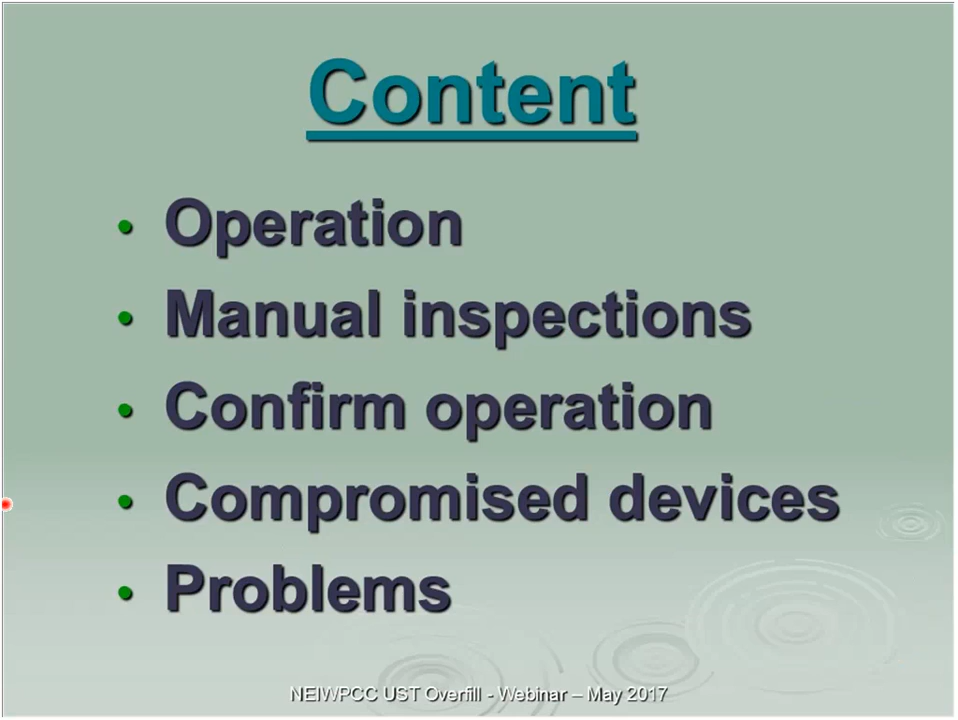 Content
• Operation
• Manual inspections
• Confirm operation
• Compromised devices
• Problems
NEIWPCC UST Overfill - Webinar – May 2017